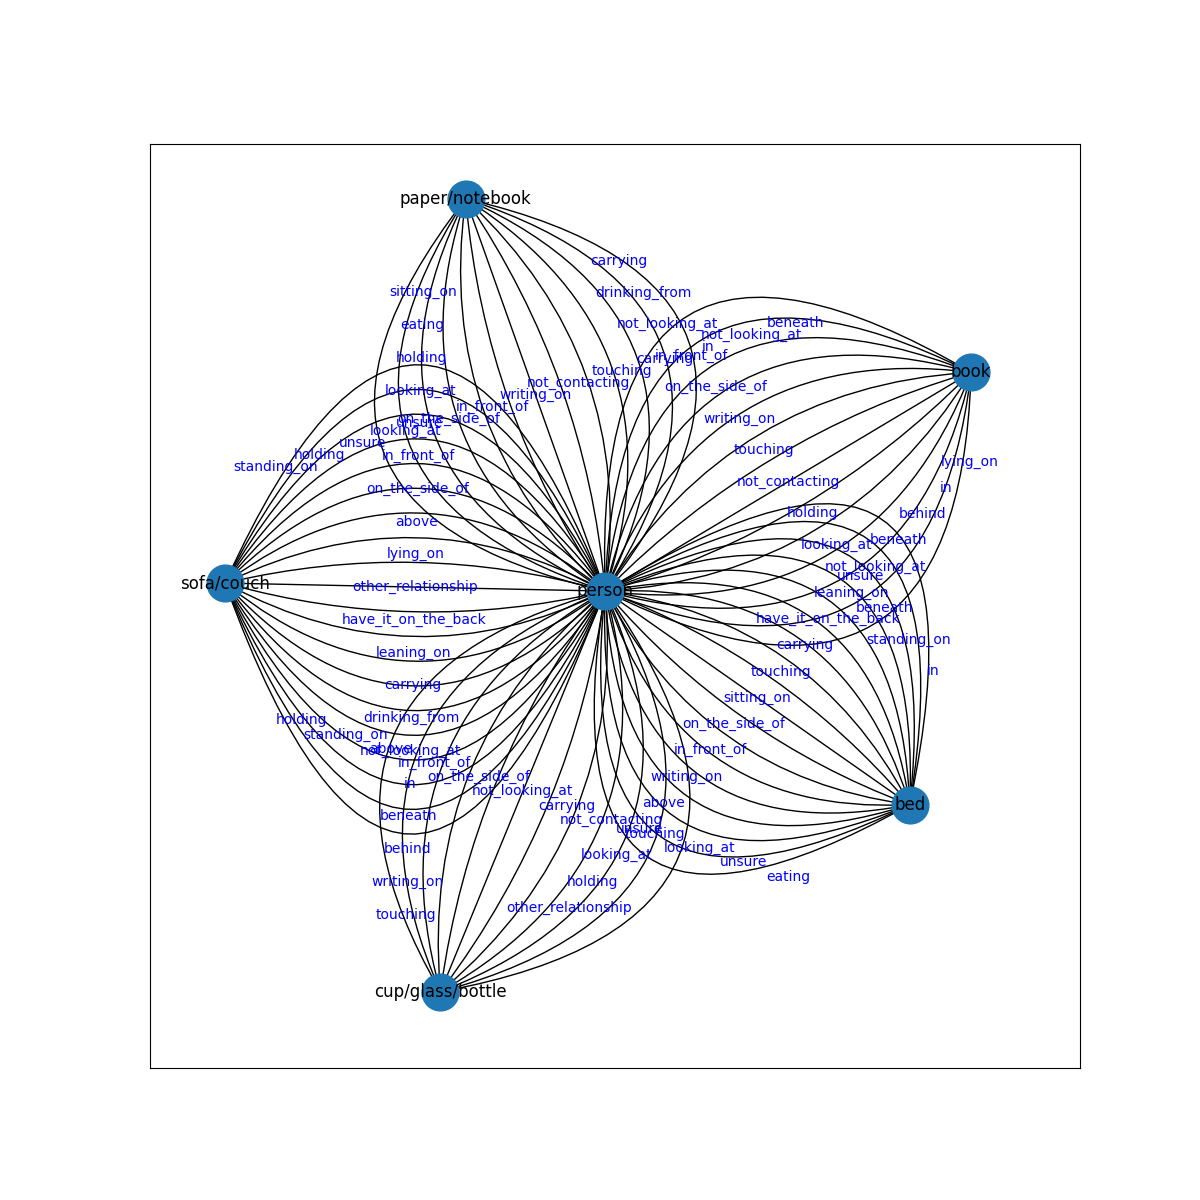 paper/notebook
carrying
sitting_on
drinking_from
eating
not_looking_at
beneath
not_looking_at
in
in_front_of
carrying
holding
touching
book
not_contacting
on_the_side_of
looking_at
writing_on
in_front_of
on_the_side_of
writing_on
unsure
looking_at
unsure
touching
holding
in_front_of
standing_on
lying_on
not_contacting
on_the_side_of
in
holding
behind
above
beneath
looking_at
lying_on
not_looking_at
unsure
sofa/couch
other_relationship
person
leaning_on
beneath
have_it_on_the_back
have_it_on_the_back
standing_on
carrying
leaning_on
touching
in
carrying
sitting_on
drinking_from
holding
on_the_side_of
standing_on
above
not_looking_at
in_front_of
in_front_of
on_the_side_of
writing_on
in
not_looking_at
above
carrying
beneath
not_contacting
unsure
touching
behind
looking_at
looking_at
unsure
eating
writing_on
holding
other_relationship
touching
bed
cup/glass/bottle